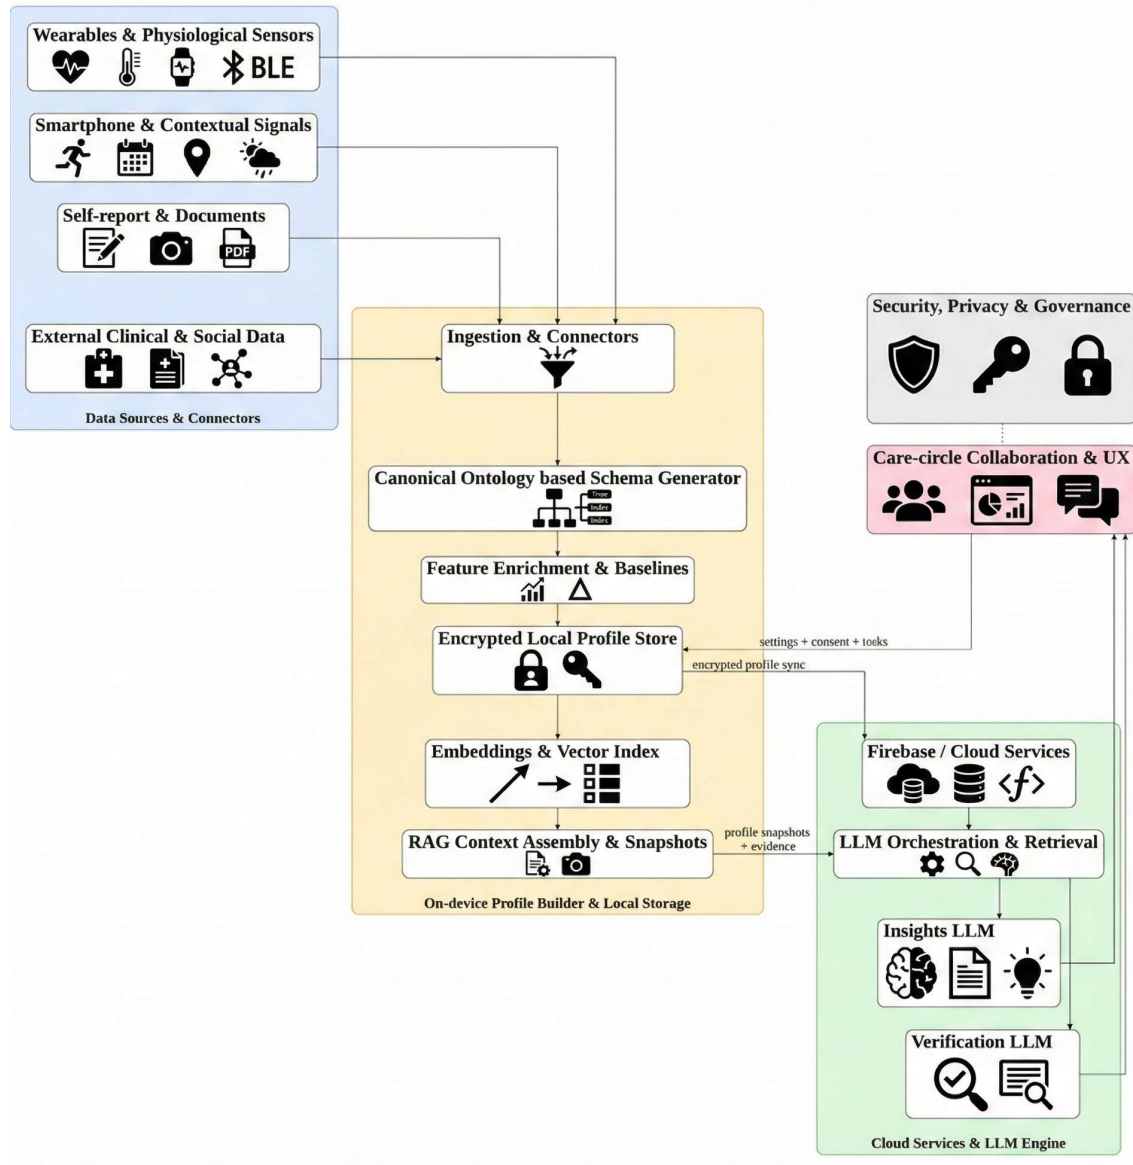 Wearables & Physiological Sensors
BLE
Smartphone & Contextual Signals
Self-report & Documents
PDF
External Clinical & Social Data
Data Sources & Connectors
Ingestion & Connectors
Canonical Ontology based Schema Generator
Index
Index
Feature Enrichment & Baselines
Encrypted Local Profile Store
Embeddings & Vector Index
RAG Context Assembly & Snapshots
On-device Profile Builder & Local Storage
Security, Privacy & Governance
Care-circle Collaboration & UX
settings + consent +
encrypted profile sync
profile snapshots
+ evidence
Firebase / Cloud Services
<f>
LLM Orchestration & Retrieval
Insights LLM
Verification LLM
Cloud Services & LLM Engine